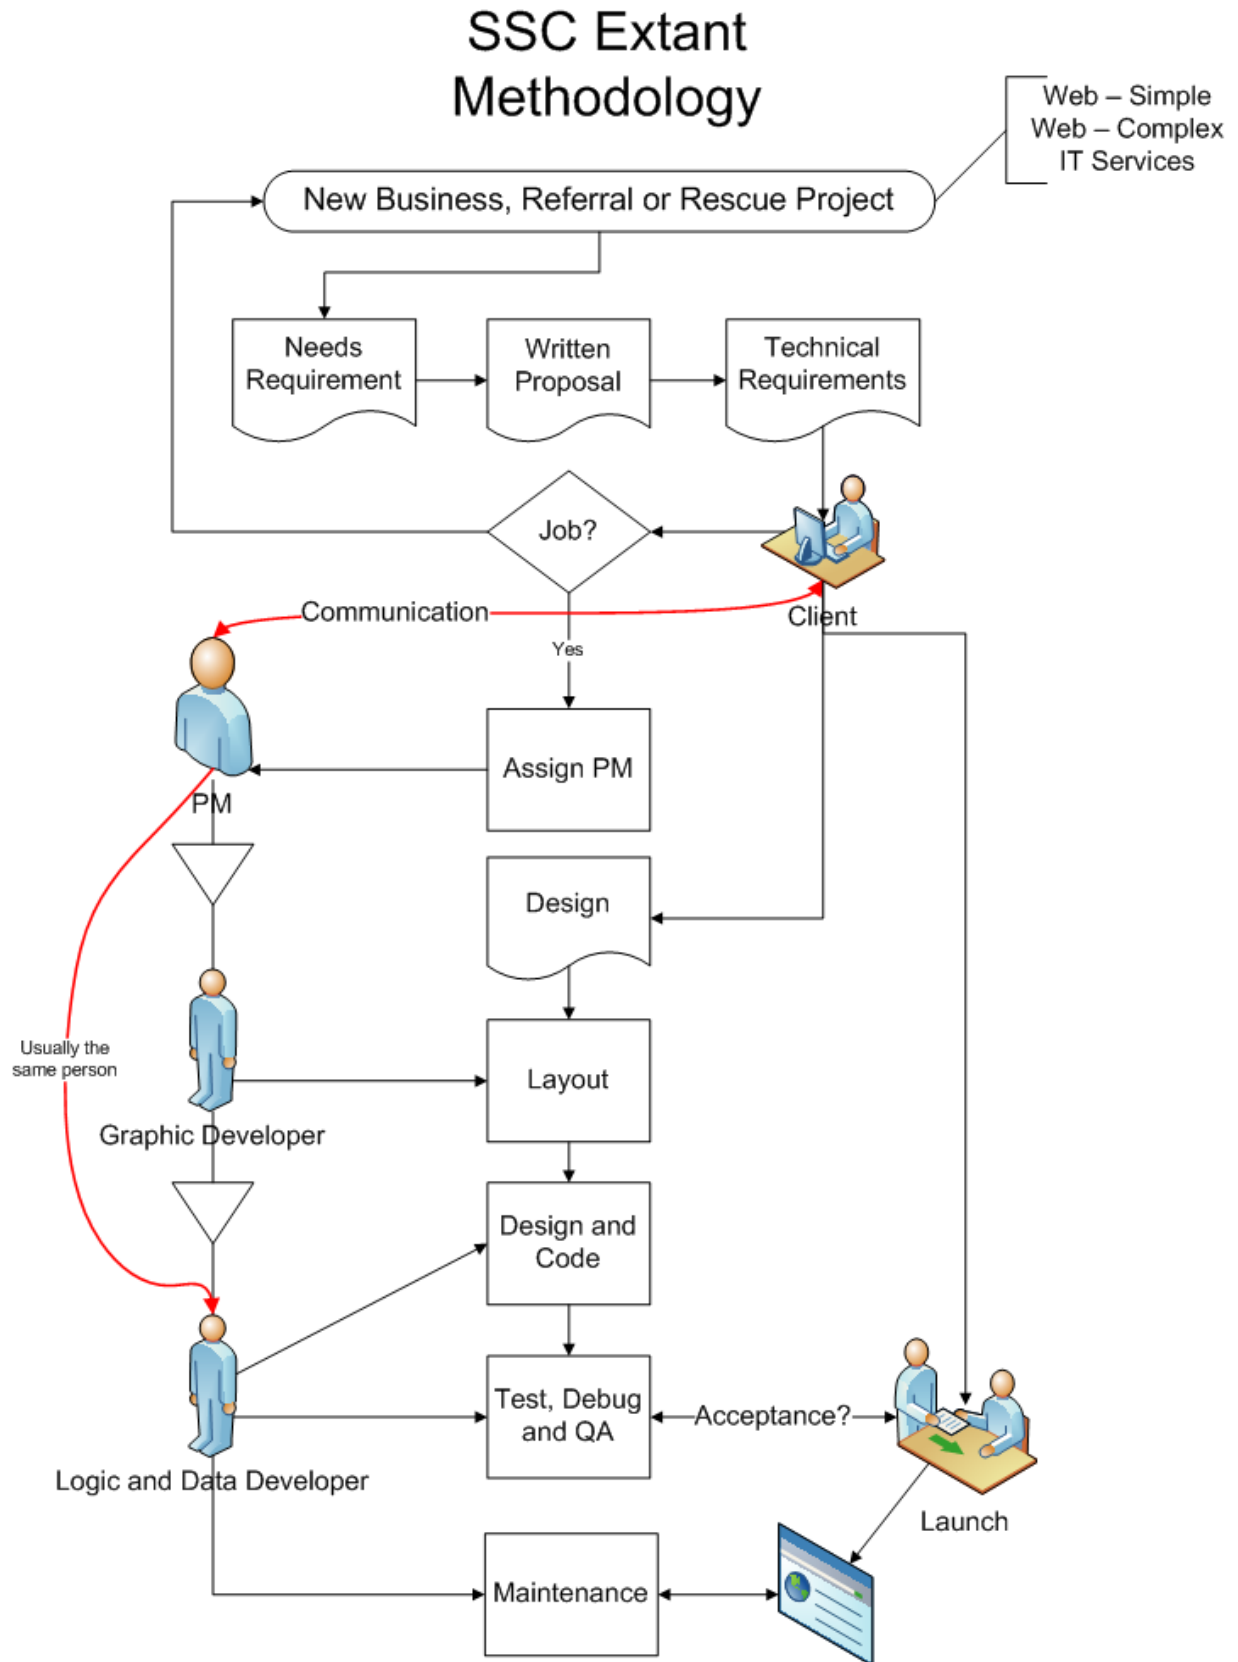 SSC Extant
Methodology
Web – Simple
Web – Complex
IT Services
New Business, Referral or Rescue Project
Needs
Requirement
Written
Proposal
Technical
Requirements
Job?
Communication
Client
Yes
Assign PM
PM
Design
Usually the
same person
Layout
Graphic Developer
Design and
Code
Test, Debug
and QA
Acceptance?
Logic and Data Developer
Launch
Maintenance